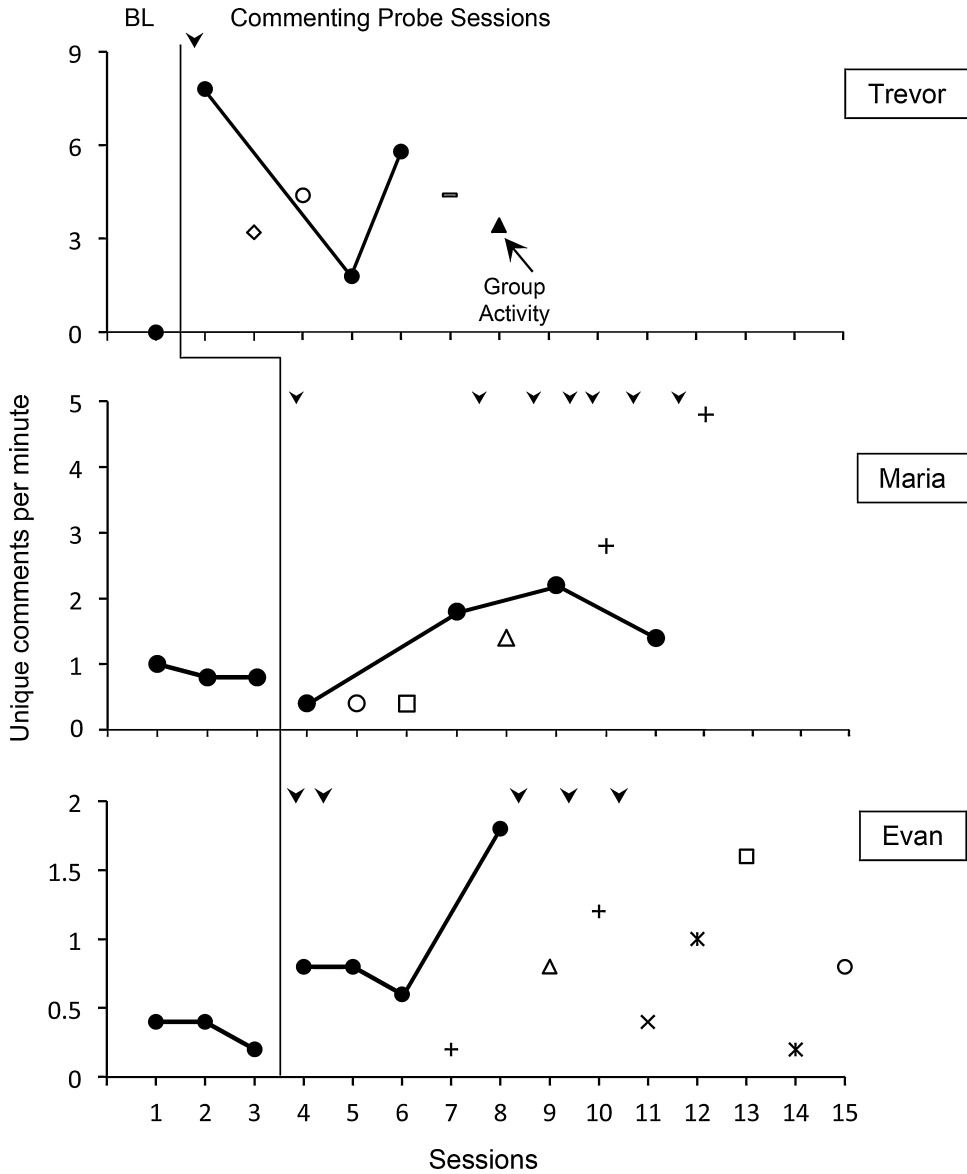 BL Commenting Probe Sessions
9
Trevor
6
3
Group
Activity
0
Unique comments per minute
5
4
Maria
3
2
1
0
2
Evan
1.5
1
0.5
0
1 2 3 4 5 6 7 8 9 10 11 12 13 14 15
Sessions